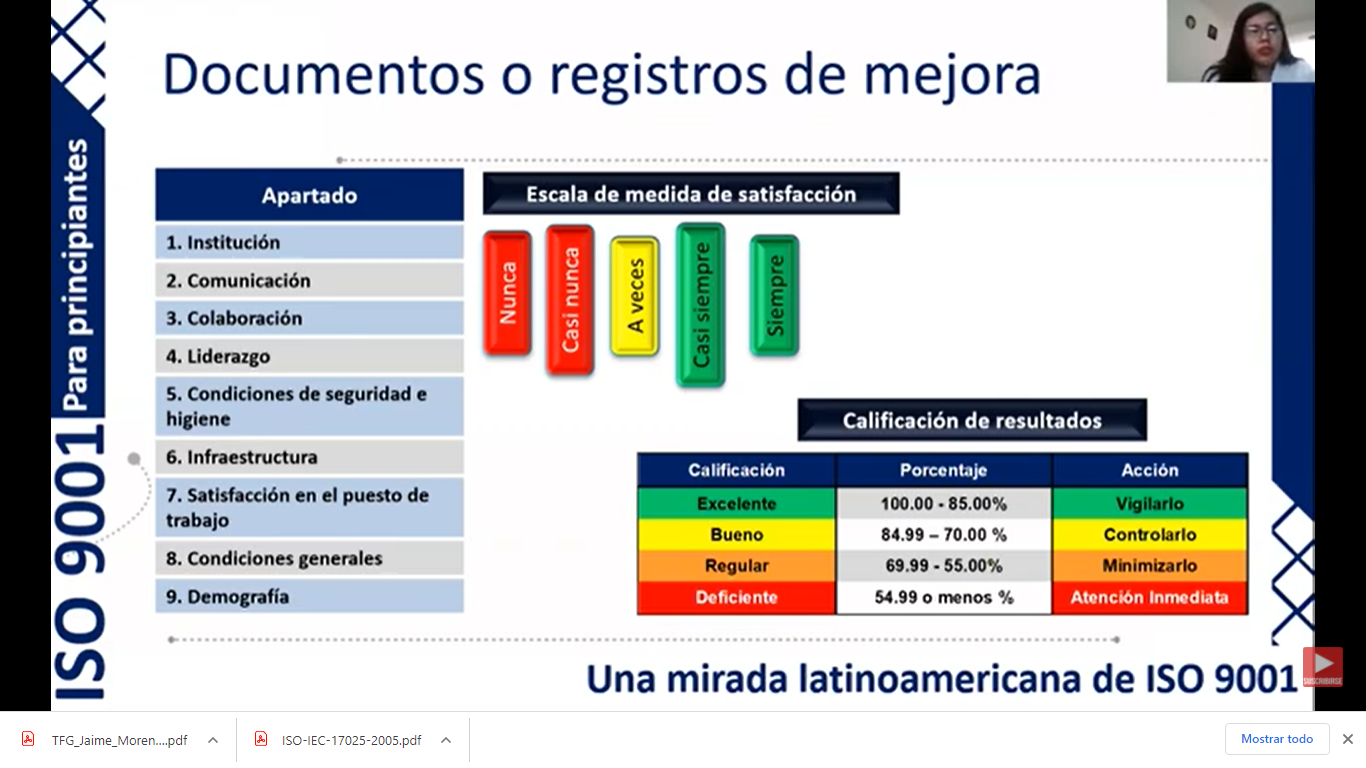 Documentos o registros de mejora
ISO 9001
Para principiantes
Apartado
1. Institución
2. Comunicación
3. Colaboración
4. Liderazgo
5. Condiciones de seguridad e
higiene
6. Infraestructura
7. Satisfacción en el puesto de
trabajo
8. Condiciones generales
9. Demografía
Escala de medida de satisfacción
Nunca
Casi nunca
A veces
Casi siempre
Siempre
Calificación de resultados
Calificación Porcentaje Acción
Excelente 100.00 - 85.00% Vigilarlo
Bueno 84.99 – 70.00 % Controlarlo
Regular 69.99 - 55.00% Minimizarlo
Deficiente 54.99 o menos % Atención Inmediata
Una mirada latinoamericana de ISO 9001
SUSCRIBIRSE
TFG_Jaime_Moren....pdf
ISO-IEC-17025-2005.pdf
Mostrar todo